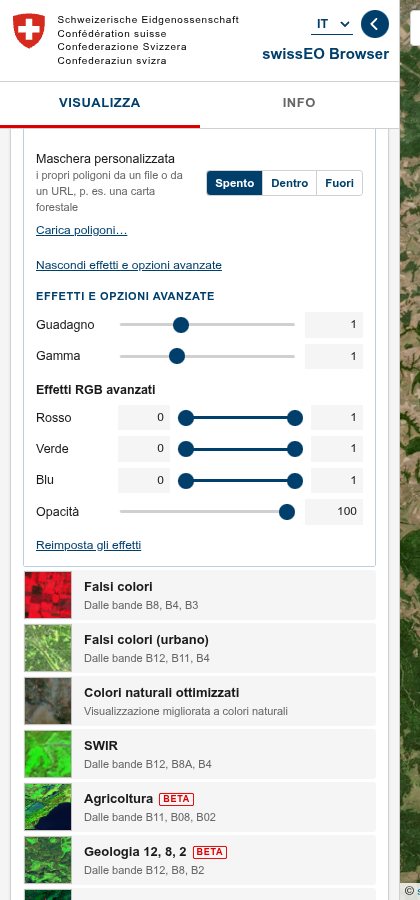 Schweizerische Eidgenossenschaft
Confédération suisse
Confederazione Svizzera
Confederaziun svizra
IT
swissEO Browser
VISUALIZZA
INFO
Maschera personalizzata
i propri poligoni da un file o da
un URL, p. es. una carta
forestale
Spento
Dentro
Fuori
Carica poligoni…
Nascondi effetti e opzioni avanzate
EFFETTI E OPZIONI AVANZATE
Guadagno 1
Gamma 1
Effetti RGB avanzati
Rosso 0 1
Verde 0 1
Blu 0 1
Opacità 100
Reimposta gli effetti
Falsi colori
Dalle bande B8, B4, B3
Falsi colori (urbano)
Dalle bande B12, B11, B4
Colori naturali ottimizzati
Visualizzazione migliorata a colori naturali
SWIR
Dalle bande B12, B8A, B4
Agricoltura BETA
Dalle bande B11, B08, B02
Geologia 12, 8, 2 BETA
Dalle bande B12, B8, B2
©